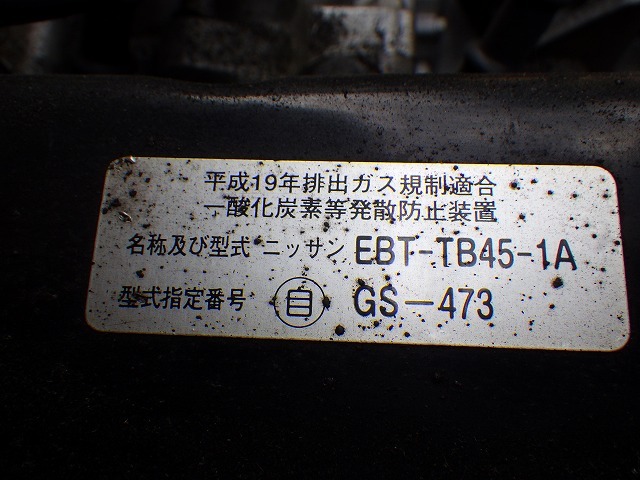 平成19年排出ガス規制適合
一酸化炭素等発散防止装置
名称及び型式 ニッサン EBT-TB45-1A
型式指定番号 自 GS-473